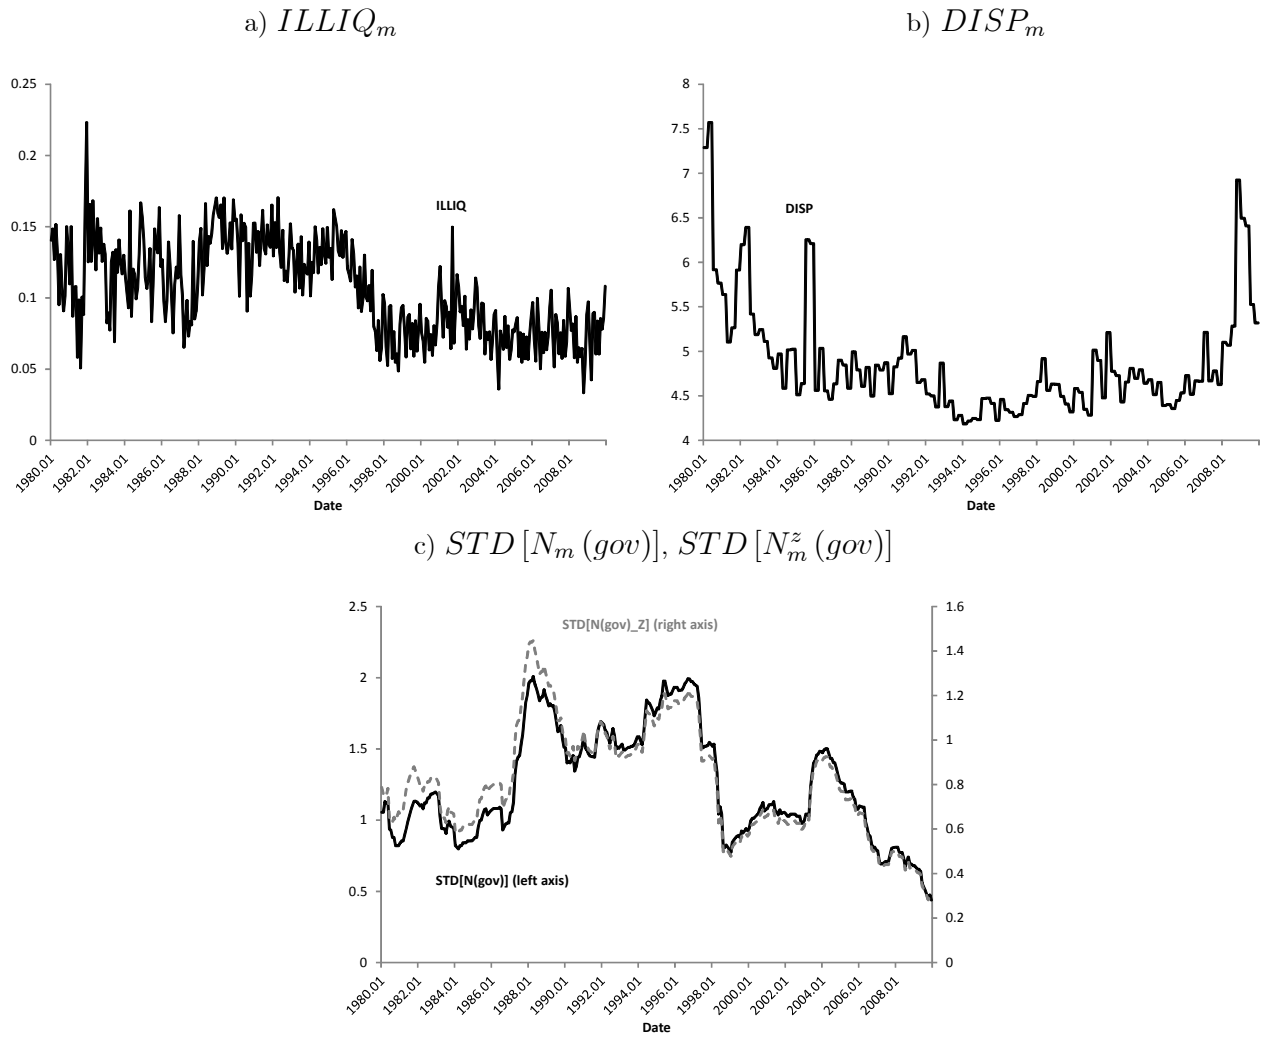 a) ILLIQ_m
0.25
0.2
0.15
0.1
0.05
0
ILLIQ
1980.01 1982.01 1984.01 1986.01 1988.01 1990.01 1992.01 1994.01 1996.01 1998.01 2000.01 2002.01 2004.01 2006.01 2008.01
Date
b) DISP_m
8
7.5
7
6.5
6
5.5
5
4.5
4
DISP
1980.01 1982.01 1984.01 1986.01 1988.01 1990.01 1992.01 1994.01 1996.01 1998.01 2000.01 2002.01 2004.01 2006.01 2008.01
Date
c) STD [N_m (gov)], STD [N_m^z (gov)]
2.5
2
1.5
1
0.5
0
STD[N(gov)_Z] (right axis)
STD[N(gov)] (left axis)
1.6
1.4
1.2
1
0.8
0.6
0.4
0.2
0
1980.01 1982.01 1984.01 1986.01 1988.01 1990.01 1992.01 1994.01 1996.01 1998.01 2000.01 2002.01 2004.01 2006.01 2008.01
Date